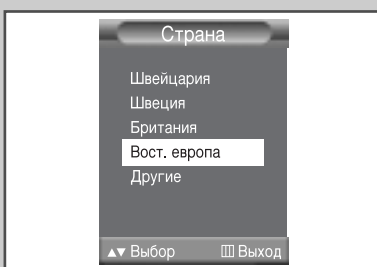 Страна
Швейцария
Швеция
Британия
Вост. европа
Другие
▲▼ Выбор Ⅲ Выход